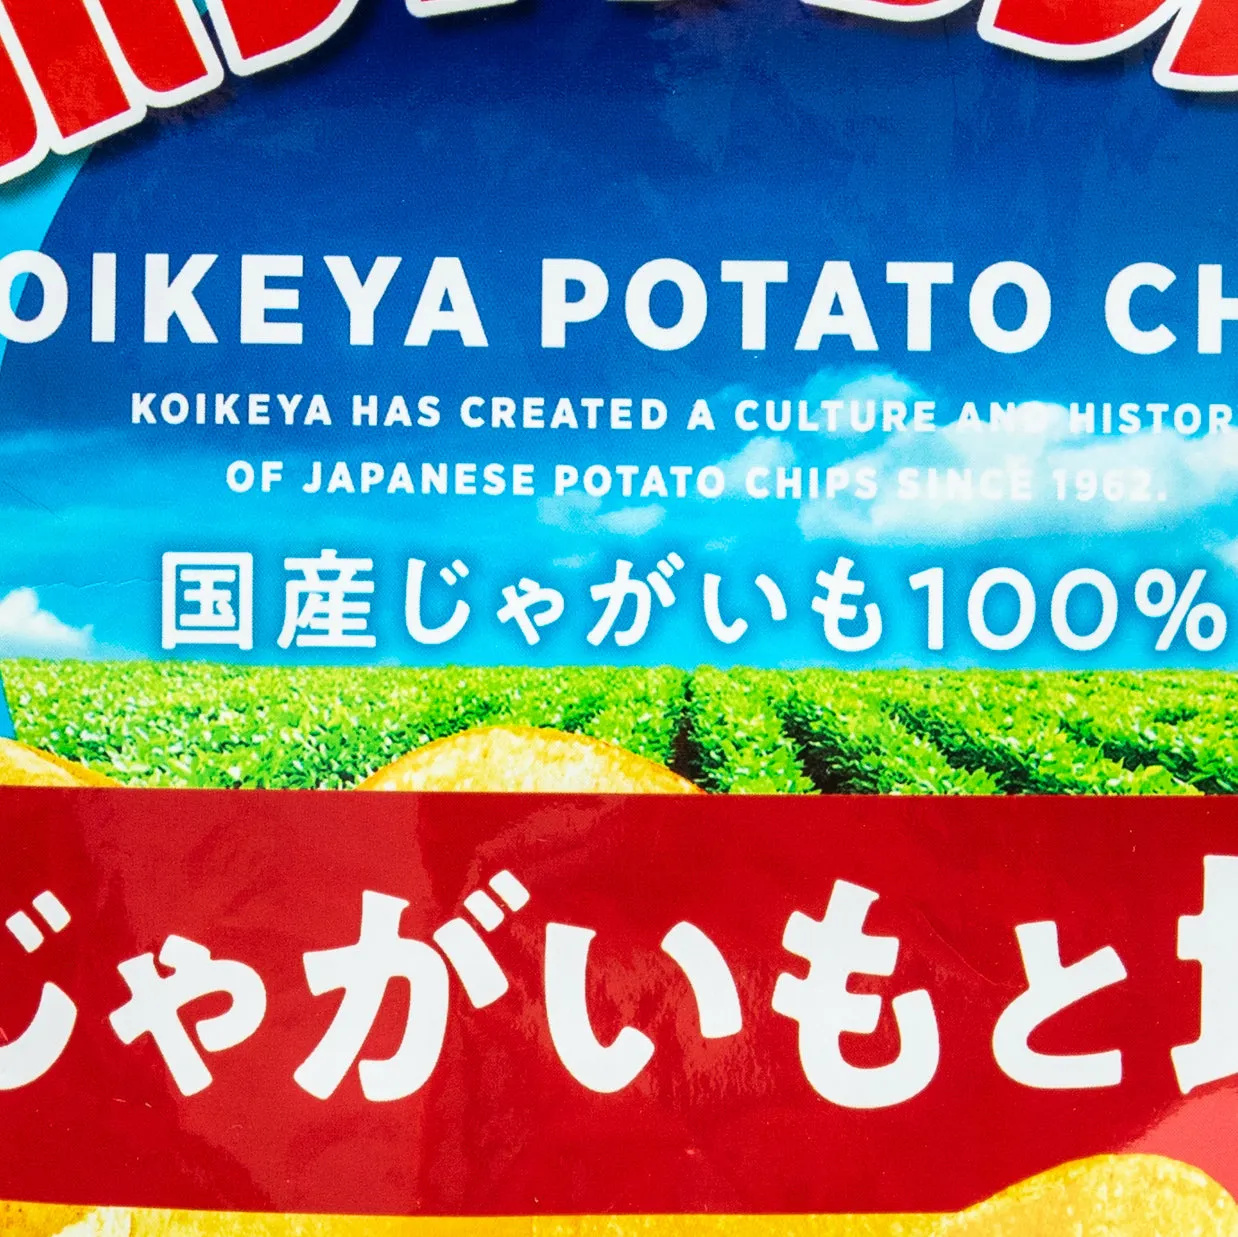 KOIKEYA POTATO CH
KOIKEYA HAS CREATED A CULTURE AND HISTOR
OF JAPANESE POTATO CHIPS SINCE 1962.
国産じゃがいも100%
じゃがいもと